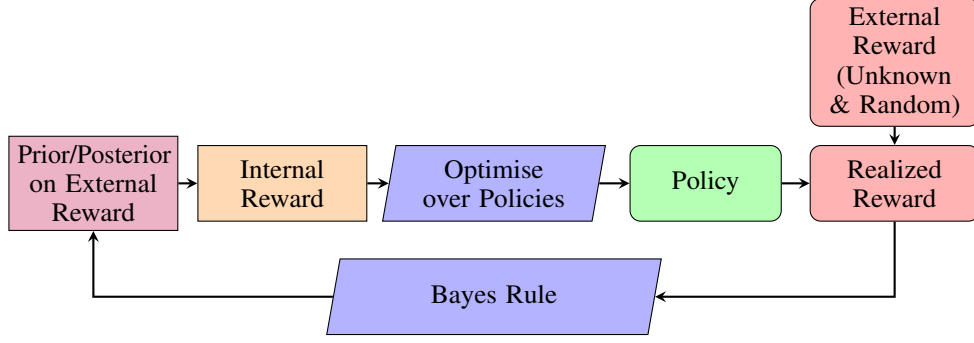 External
Reward
(Unknown
& Random)
Prior/Posterior
on External
Reward
Internal
Reward
Optimise
over Policies
Policy
Realized
Reward
Bayes Rule